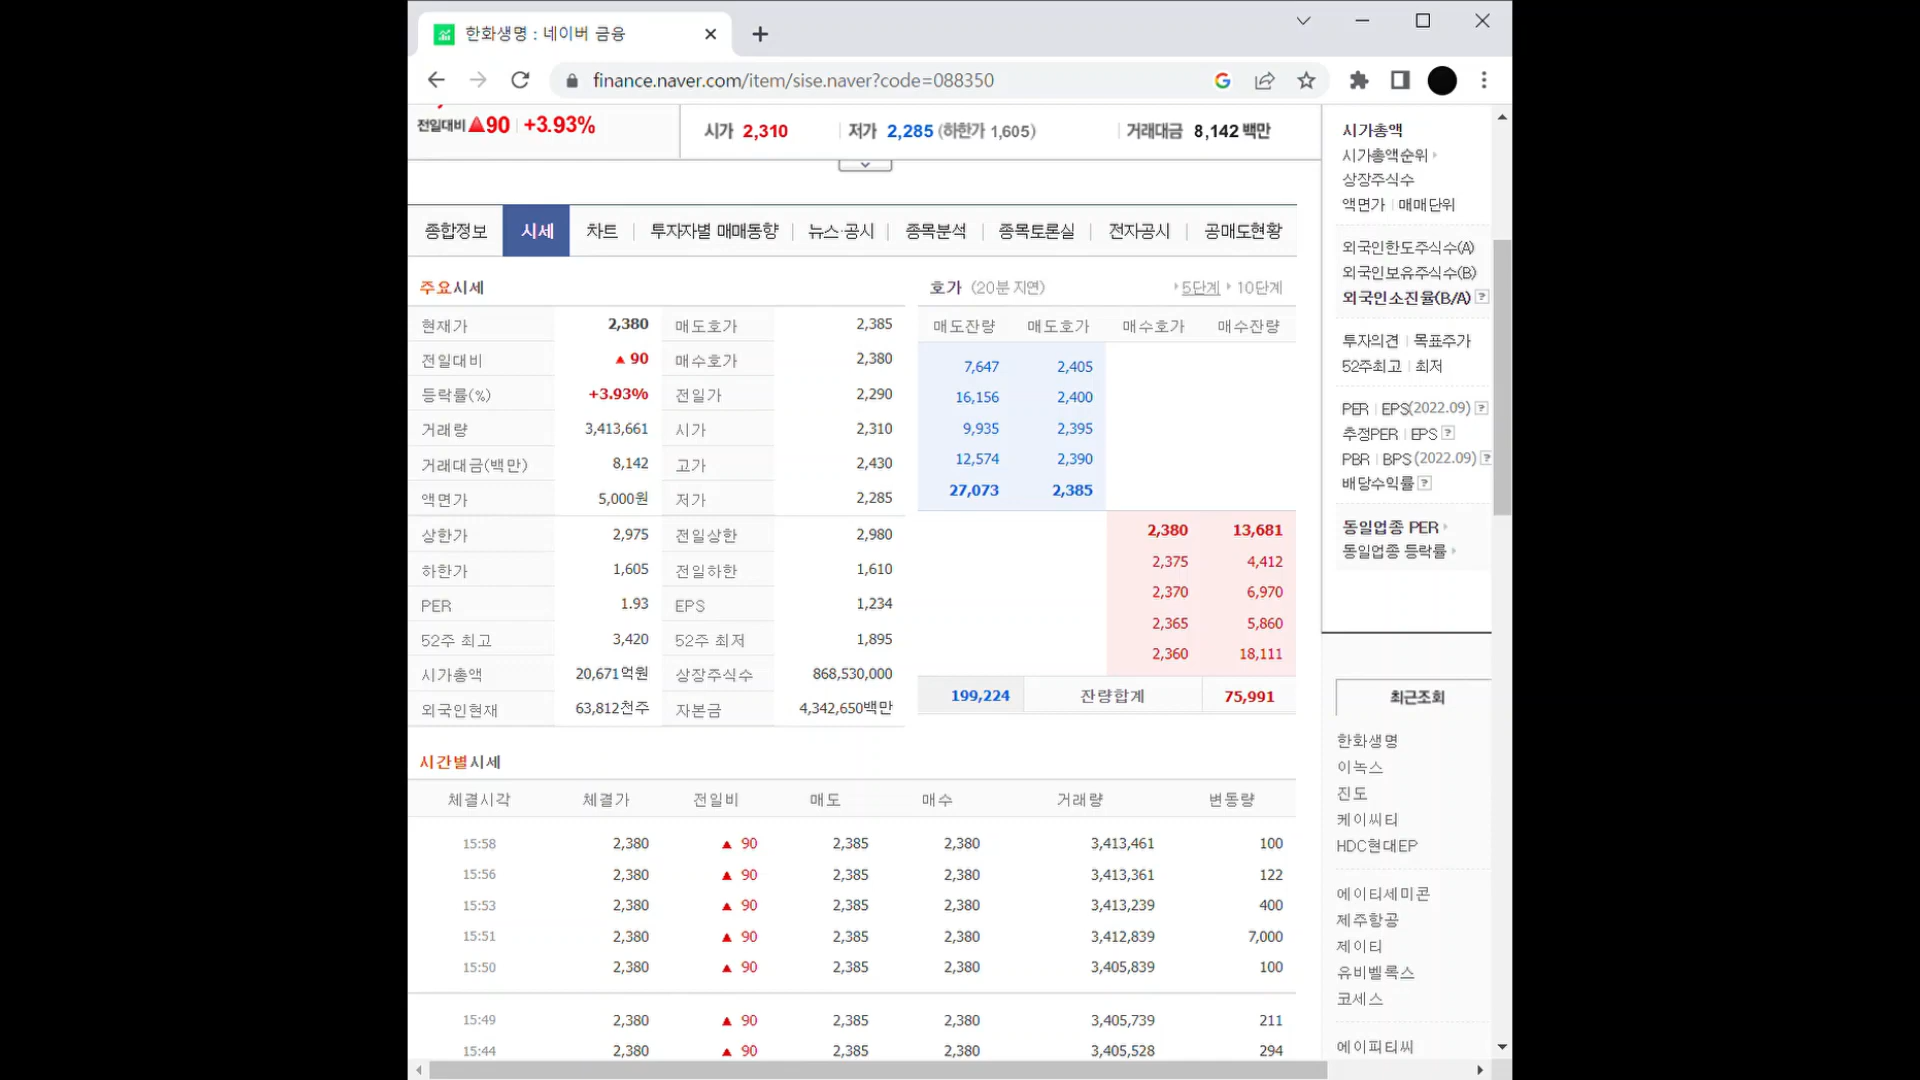 한화생명 : 네이버 금융
finance.naver.com/item/sise.naver?code=088350
전일대비 ▲90 +3.93% 시가 2,310 저가 2,285 (하한가 1,605) 거래대금 8,142 백만
종합정보 시세 차트 투자자별 매매동향 뉴스·공시 종목분석 종목토론실 전자공시 공매도현황
주요시세
현재가 2,380 매도호가 2,385
전일대비 ▲ 90 매수호가 2,380
등락률(%) +3.93% 전일가 2,290
거래량 3,413,661 시가 2,310
거래대금(백만) 8,142 고가 2,430
액면가 5,000원 저가 2,285
상한가 2,975 전일상한 2,980
하한가 1,605 전일하한 1,610
PER 1.93 EPS 1,234
52주 최고 3,420 52주 최저 1,895
시가총액 20,671억원 상장주식수 868,530,000
외국인현재 63,812천주 자본금 4,342,650백만
호가 (20분 지연) 5단계 10단계
매도잔량 매도호가 매수호가 매수잔량
7,647 2,405
16,156 2,400
9,935 2,395
12,574 2,390
27,073 2,385
2,380 13,681
2,375 4,412
2,370 6,970
2,365 5,860
2,360 18,111
199,224 잔량합계 75,991
시간별시세
체결시각 체결가 전일비 매도 매수 거래량 변동량
15:58 2,380 ▲ 90 2,385 2,380 3,413,461 100
15:56 2,380 ▲ 90 2,385 2,380 3,413,361 122
15:53 2,380 ▲ 90 2,385 2,380 3,413,239 400
15:51 2,380 ▲ 90 2,385 2,380 3,412,839 7,000
15:50 2,380 ▲ 90 2,385 2,380 3,405,839 100
15:49 2,380 ▲ 90 2,385 2,380 3,405,739 211
15:44 2,380 ▲ 90 2,385 2,380 3,405,528 294
시가총액
시가총액순위
상장주식수
액면가 | 매매단위
외국인한도주식수(A)
외국인보유주식수(B)
외국인소진율(B/A) ?
투자의견 | 목표주가
52주최고 | 최저
PER | EPS(2022.09) ?
추정PER | EPS ?
PBR | BPS (2022.09) ?
배당수익률 ?
동일업종 PER
동일업종 등락률
최근조회
한화생명
이녹스
진도
케이씨티
HDC현대EP
에이티세미콘
제주항공
제이티
유비벨록스
코세스
에이피티씨